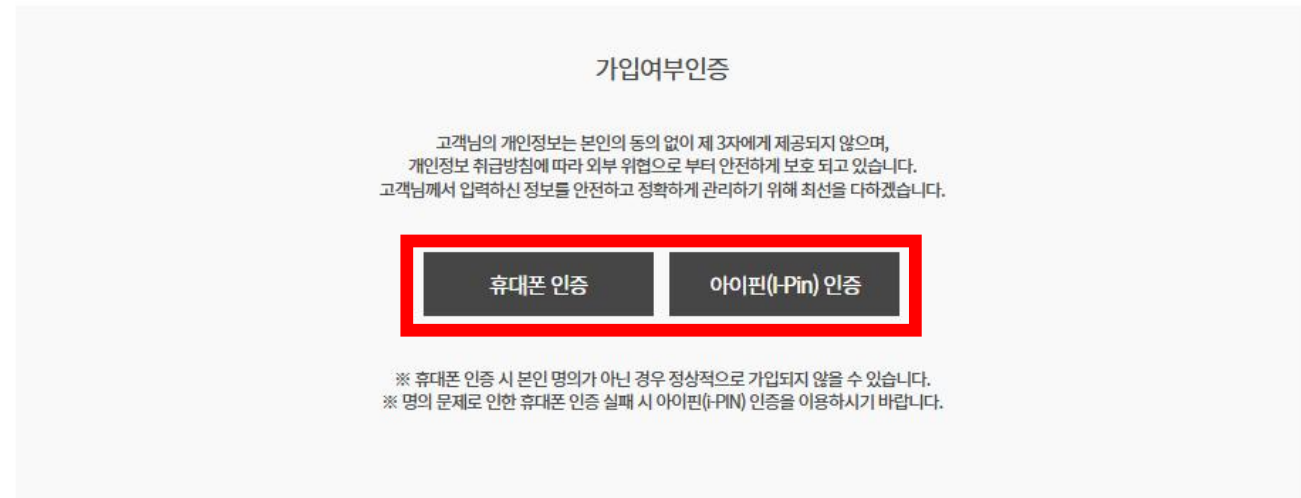 가입여부인증
고객님의 개인정보는 본인의 동의 없이 제 3자에게 제공되지 않으며,
개인정보 취급방침에 따라 외부 위협으로 부터 안전하게 보호 되고 있습니다.
고객님께서 입력하신 정보를 안전하고 정확하게 관리하기 위해 최선을 다하겠습니다.
휴대폰 인증
아이핀(I-Pin) 인증
※ 휴대폰 인증 시 본인 명의가 아닌 경우 정상적으로 가입되지 않을 수 있습니다.
※ 명의 문제로 인한 휴대폰 인증 실패 시 아이핀(i-PIN) 인증을 이용하시기 바랍니다.